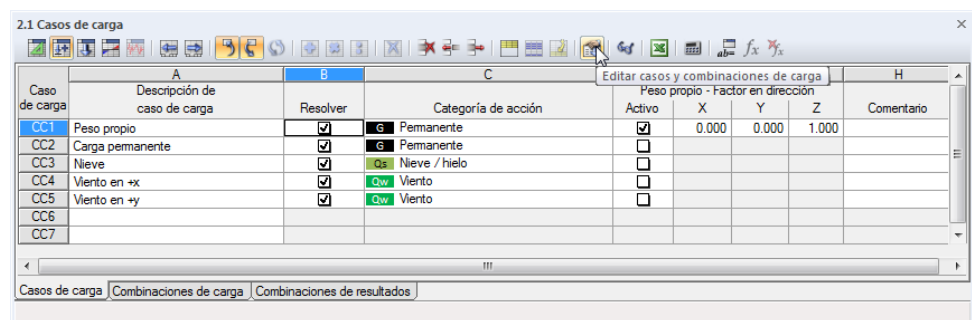 2.1 Casos de carga
fx
Editar casos y combinaciones de carga
A B C H
Caso de carga
Descripción de caso de carga
Resolver
Categoría de acción
Peso propio - Factor en dirección
Activo X Y Z
Comentario
CC1 Peso propio G Permanente 0.000 0.000 1.000
CC2 Carga permanente G Permanente
CC3 Nieve Qs Nieve / hielo
CC4 Viento en +x Qw Viento
CC5 Viento en +y Qw Viento
CC6
CC7
Casos de carga Combinaciones de carga Combinaciones de resultados